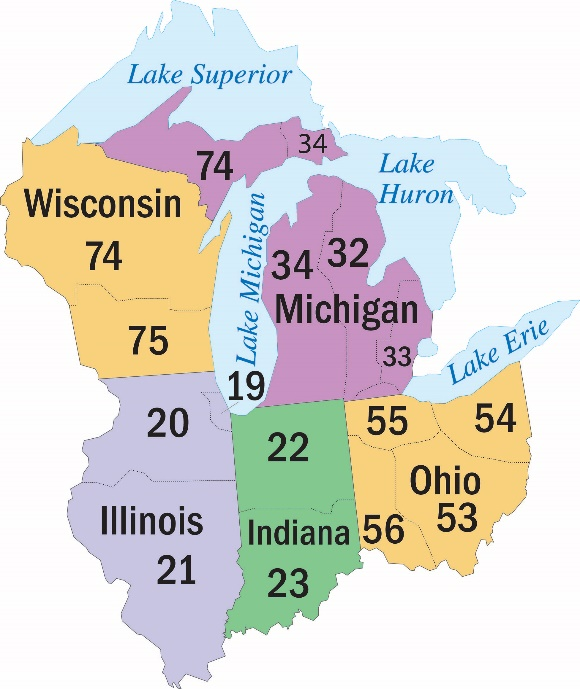 Lake Superior
34
74
Lake
Huron
Wisconsin
74
Lake Michigan
34
32
Michigan
75
33
Lake Erie
19
20
22
55
54
Ohio
53
Illinois
21
Indiana
56
23